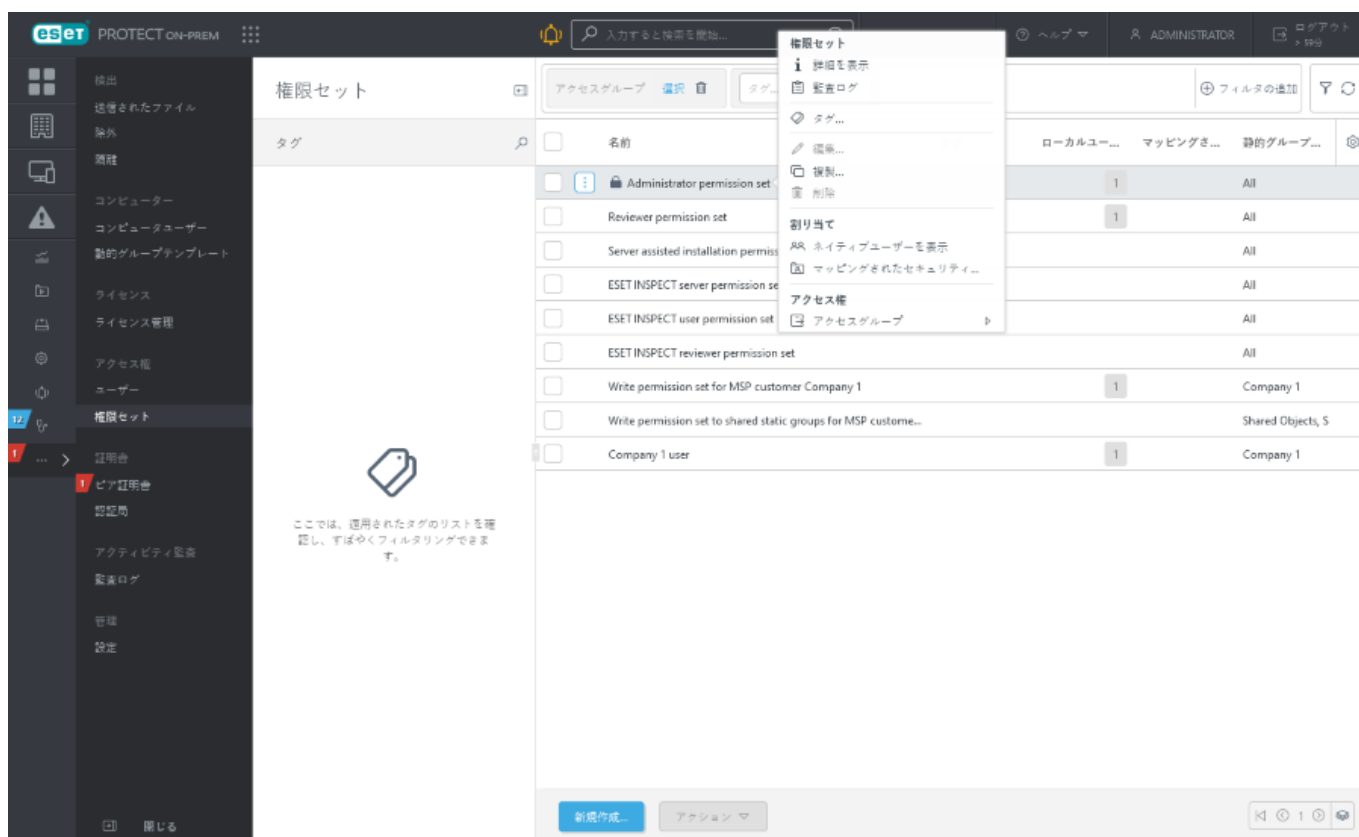 eset PROTECT ON-PREM
入力すると検索を開始...
ヘルプ
ADMINISTRATOR
ログアウト
> 59分
検出
送信されたファイル
除外
隔離
コンピューター
コンピュータユーザー
動的グループテンプレート
ライセンス
ライセンス管理
アクセス権
ユーザー
権限セット
証明書
ピア証明書
認証局
アクティビティ監査
監査ログ
管理
設定
閉じる
12
1
1
権限セット
タグ
ここでは、適用されたタグのリストを確
認し、すばやくフィルタリングできま
す。
アクセスグループ 選択
タグ...
フィルタの追加
名前
ローカルユー...
マッピングさ...
静的グループ...
Administrator permission set
1
All
Reviewer permission set
1
All
Server assisted installation permiss
All
ESET INSPECT server permission se
All
ESET INSPECT user permission set
All
ESET INSPECT reviewer permission set
All
Write permission set for MSP customer Company 1
1
Company 1
Write permission set to shared static groups for MSP custome...
Shared Objects, S
Company 1 user
1
Company 1
権限セット
詳細を表示
監査ログ
タグ...
編集...
複製...
削除
割り当て
ネイティブユーザーを表示
マッピングされたセキュリティ...
アクセス権
アクセスグループ
新規作成...
アクション
1